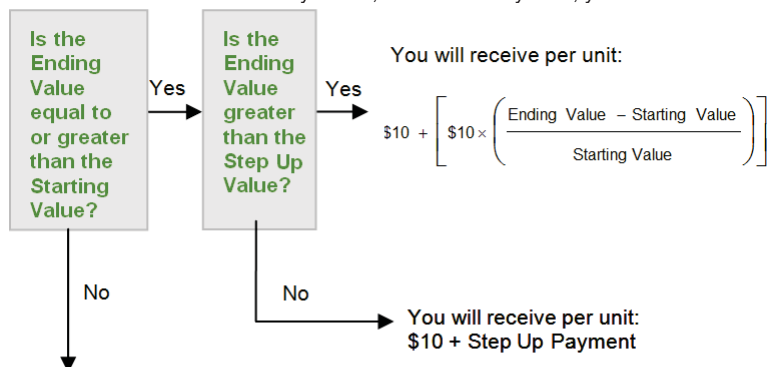 Is the
Ending
Value
equal to
or greater
than the
Starting
Value?
Yes
Is the
Ending
Value
greater
than the
Step Up
Value?
Yes
You will receive per unit:
$10 + [ $10 × ( Ending Value − Starting Value
Starting Value ) ]
No
No
You will receive per unit:
$10 + Step Up Payment